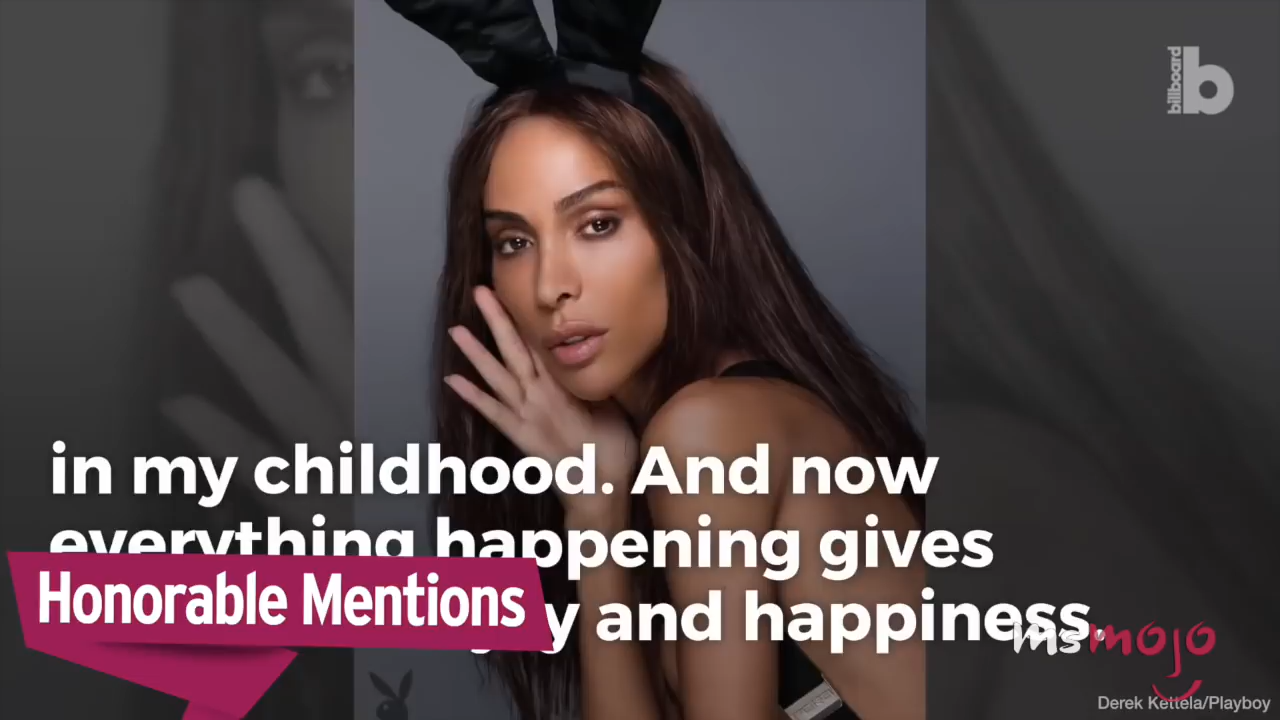 billboard
b
in my childhood. And now
everything happening gives
y and happiness.
Honorable Mentions
msmojo
Derek Kettela/Playboy